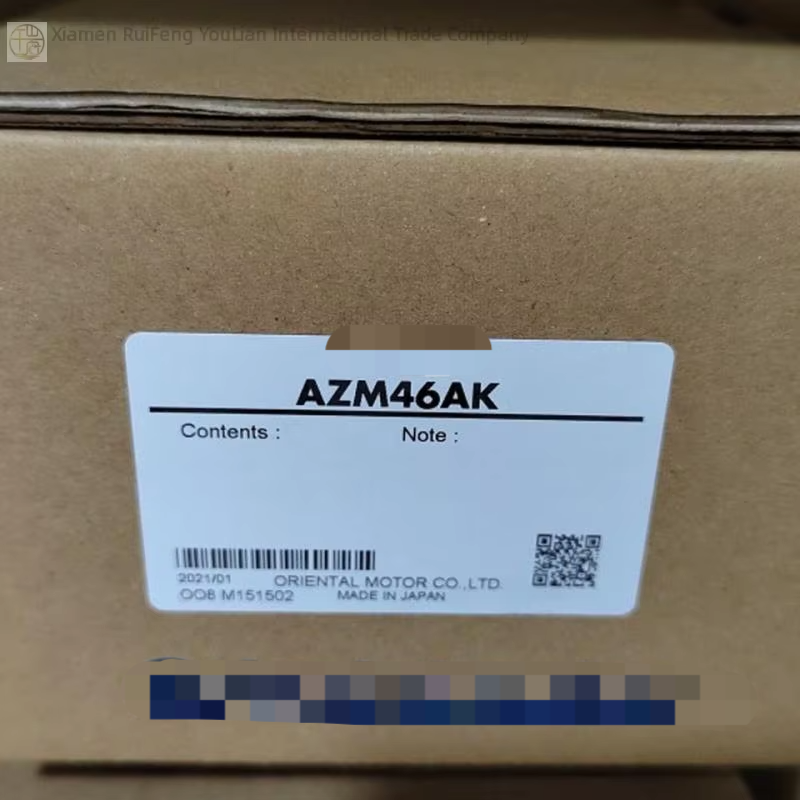 Xiamen RuiFeng YouLian International Trade Company
AZM46AK
Contents :
Note :
2021/01
ORIENTAL MOTOR CO.,LTD.
OO8 M151502
MADE IN JAPAN